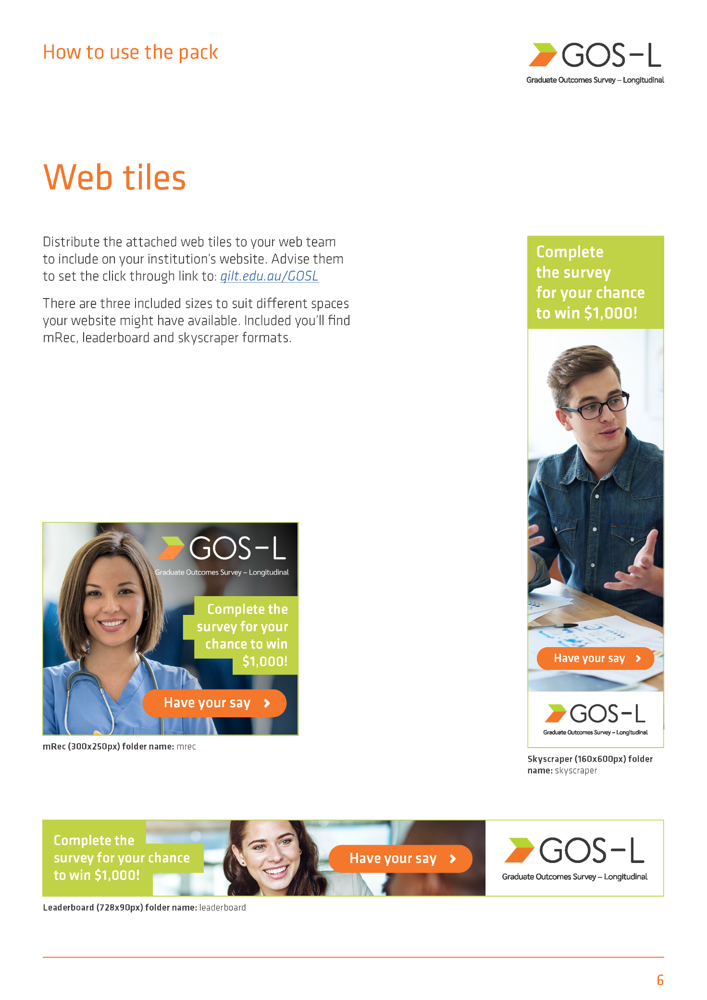 How to use the pack
GOS–L
Graduate Outcomes Survey – Longitudinal
Web tiles
Distribute the attached web tiles to your web team
to include on your institution’s website. Advise them
to set the click through link to: qilt.edu.au/GOSL
There are three included sizes to suit different spaces
your website might have available. Included you’ll find
mRec, leaderboard and skyscraper formats.
Complete
the survey
for your chance
to win $1,000!
Have your say
GOS–L
Graduate Outcomes Survey – Longitudinal
Skyscraper (160x600px) folder
name: skyscraper
GOS–L
Graduate Outcomes Survey – Longitudinal
Complete the
survey for your
chance to win
$1,000!
Have your say
mRec (300x250px) folder name: mrec
Complete the
survey for your chance
to win $1,000!
Have your say
GOS–L
Graduate Outcomes Survey – Longitudinal
Leaderboard (728x90px) folder name: leaderboard
6